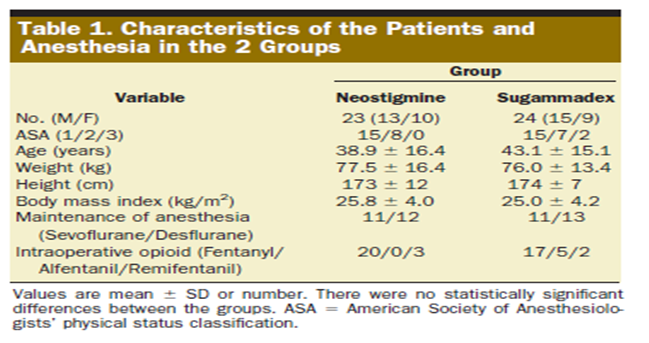 Table 1. Characteristics of the Patients and
Anesthesia in the 2 Groups
Group
Variable Neostigmine Sugammadex
No. (M/F) 23 (13/10) 24 (15/9)
ASA (1/2/3) 15/8/0 15/7/2
Age (years) 38.9 ± 16.4 43.1 ± 15.1
Weight (kg) 77.5 ± 16.4 76.0 ± 13.4
Height (cm) 173 ± 12 174 ± 7
Body mass index (kg/m²) 25.8 ± 4.0 25.0 ± 4.2
Maintenance of anesthesia 11/12 11/13
(Sevoflurane/Desflurane)
Intraoperative opioid (Fentanyl/ 20/0/3 17/5/2
Alfentanil/Remifentanil)
Values are mean ± SD or number. There were no statistically significant
differences between the groups. ASA = American Society of Anesthesiolo-
gists' physical status classification.